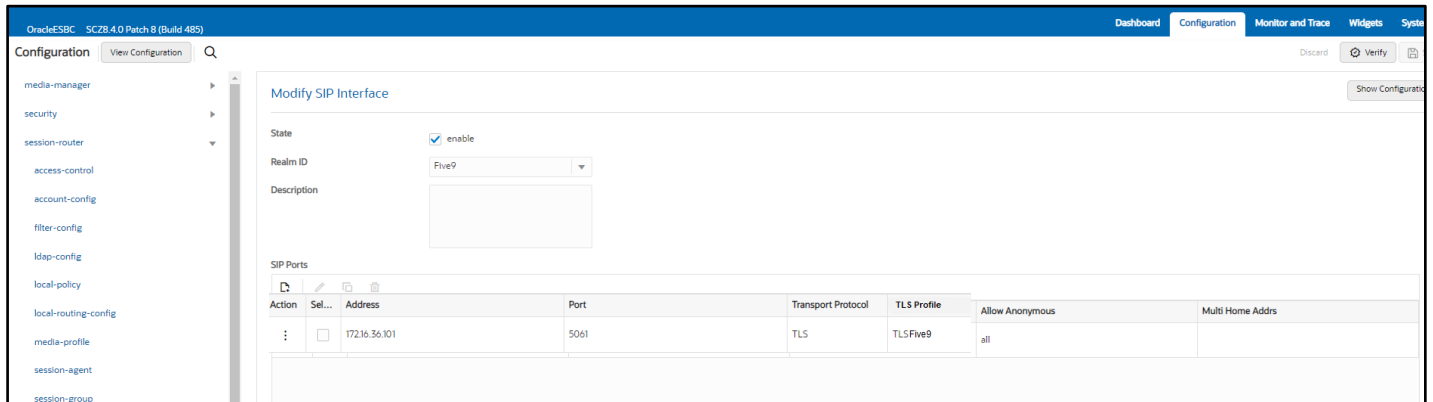 OracleESBC SCZ8.4.0 Patch 8 (Build 485)
Dashboard Configuration Monitor and Trace Widgets Syste
Configuration View Configuration
Discard Verify
media-manager
security
session-router
access-control
account-config
filter-config
ldap-config
local-policy
local-routing-config
media-profile
session-agent
session-group
Modify SIP Interface
Show Configuratio
State
enable
Realm ID
Five9
Description
SIP Ports
Action Sel... Address Port Transport Protocol TLS Profile Allow Anonymous Multi Home Addrs
172.16.36.101 5061 TLS TLSFive9 all